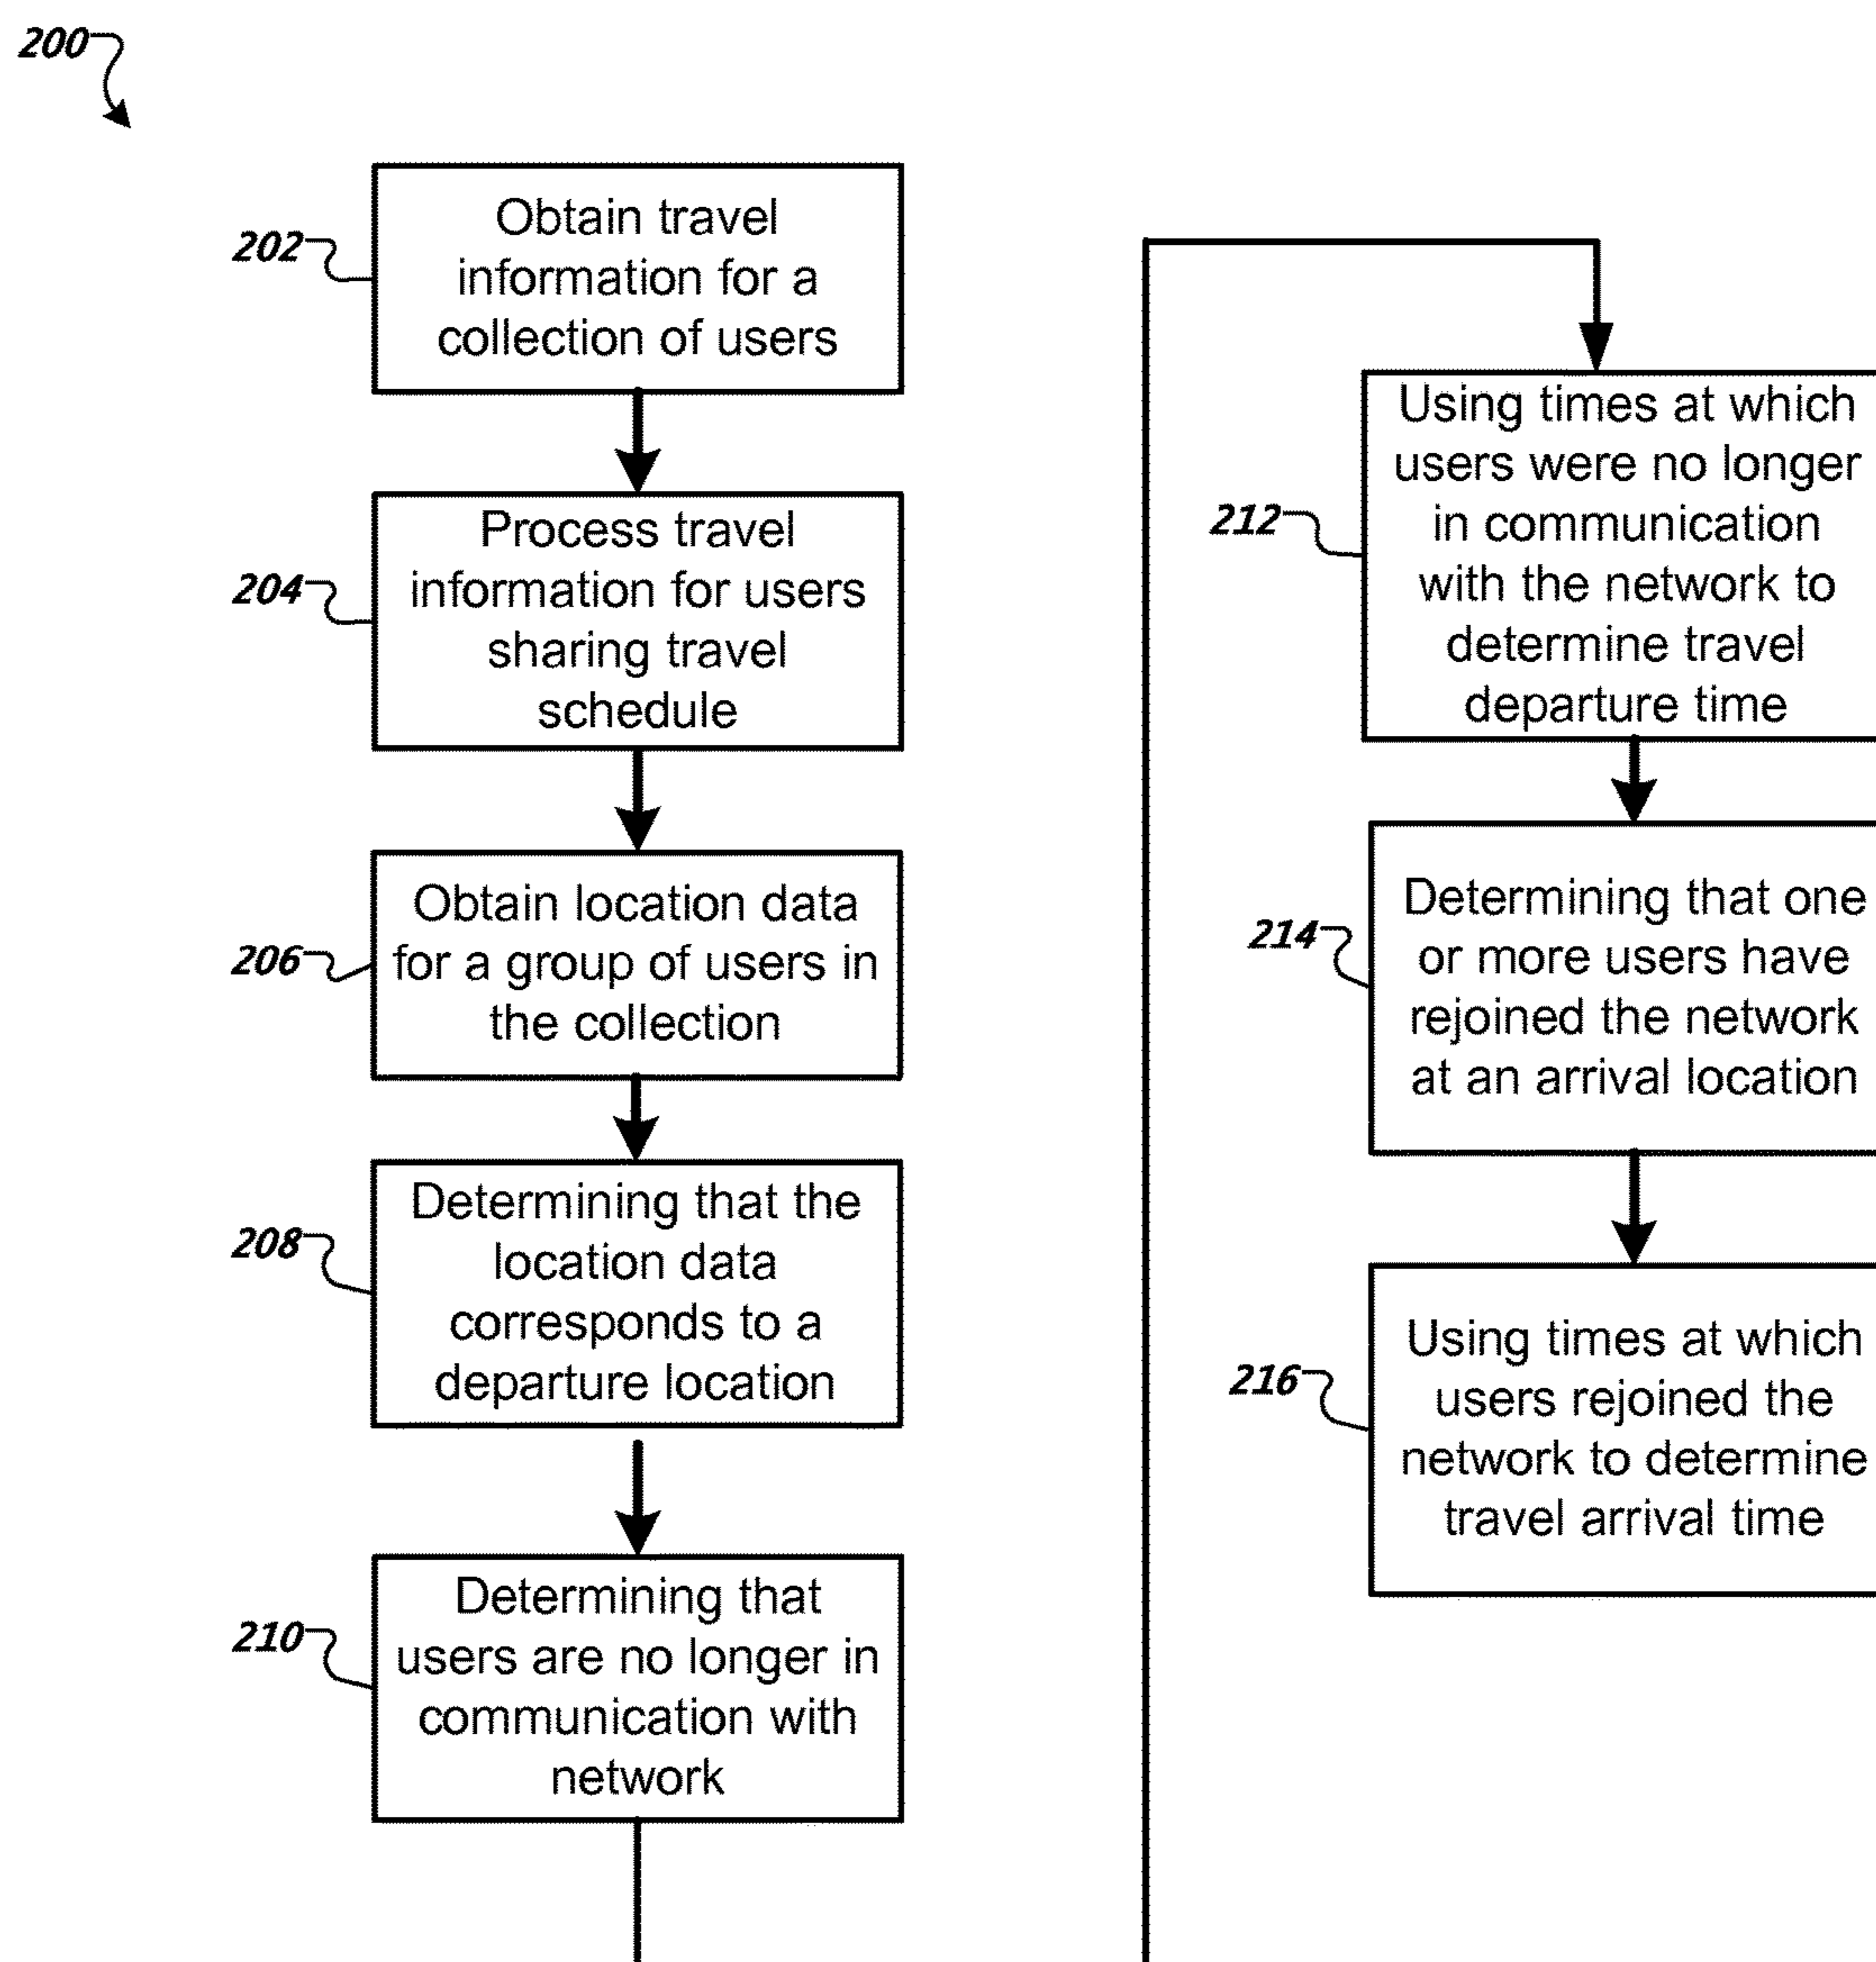 200
202
Obtain travel
information for a
collection of users
204
Process travel
information for users
sharing travel
schedule
206
Obtain location data
for a group of users in
the collection
208
Determining that the
location data
corresponds to a
departure location
210
Determining that
users are no longer in
communication with
network
212
Using times at which
users were no longer
in communication
with the network to
determine travel
departure time
214
Determining that one
or more users have
rejoined the network
at an arrival location
216
Using times at which
users rejoined the
network to determine
travel arrival time